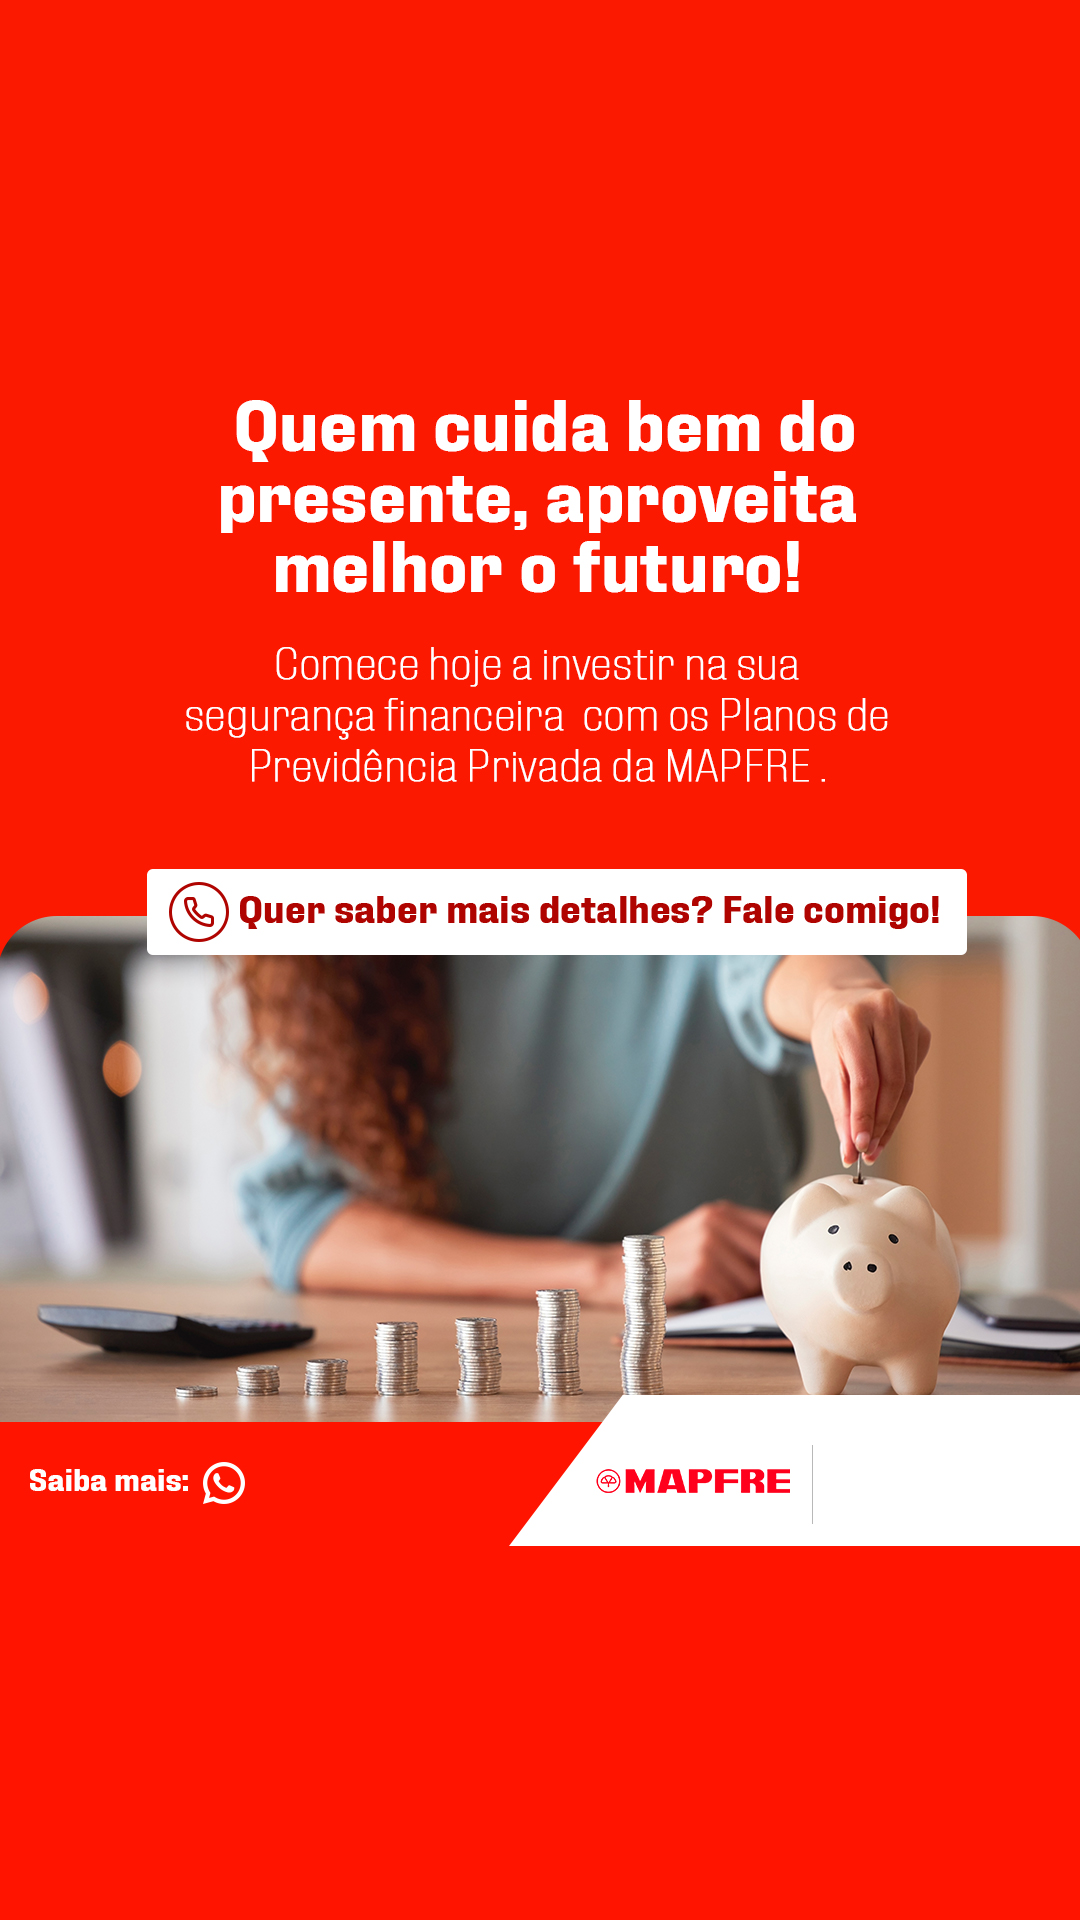 Quem cuida bem do
presente, aproveita
melhor o futuro!
Comece hoje a investir na sua
segurança financeira com os Planos de
Previdência Privada da MAPFRE .
Quer saber mais detalhes? Fale comigo!
Saiba mais:
MAPFRE